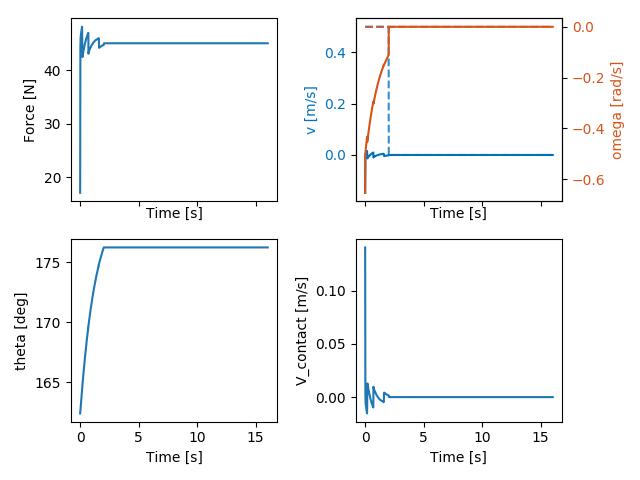 Force [N]
40
30
20
Time [s]
v [m/s]
0.4
0.2
0.0
omega [rad/s]
0.0
−0.2
−0.4
−0.6
Time [s]
theta [deg]
175
170
165
0 5 10 15
Time [s]
V_contact [m/s]
0.10
0.05
0.00
0 5 10 15
Time [s]